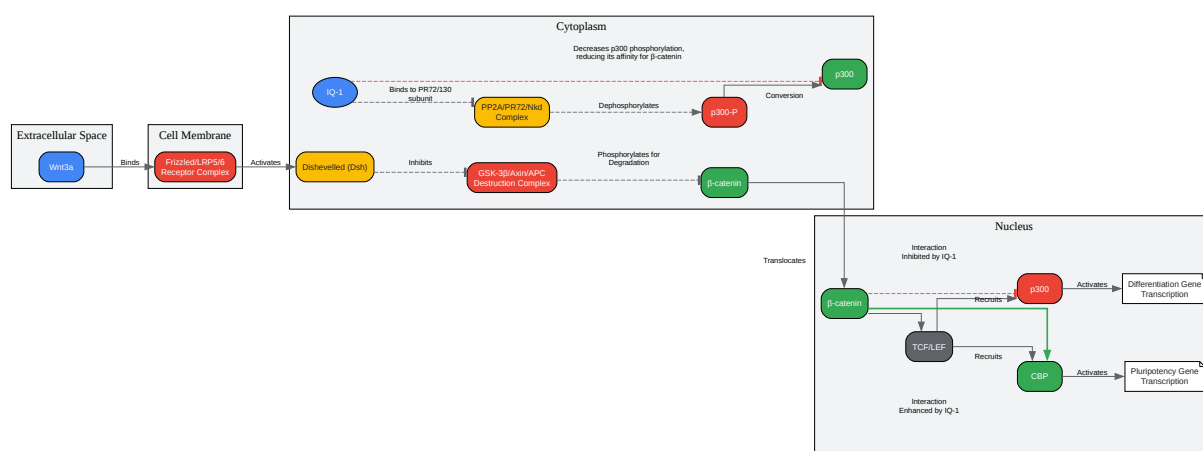 Cytoplasm
Decreases p300 phosphorylation,
reducing its affinity for β-catenin
p300
IQ-1
Binds to PR72/130
subunit
PP2A/PR72/Nkd
Complex
Dephosphorylates
p300-P
Conversion
Extracellular Space
Wnt3a
Binds
Cell Membrane
Frizzled/LRP5/6
Receptor Complex
Activates
Dishevelled (Dsh)
Inhibits
GSK-3β/Axin/APC
Destruction Complex
Phosphorylates for
Degradation
β-catenin
Translocates
Nucleus
Interaction
Inhibited by IQ-1
β-catenin
Recruits
p300
Activates
Differentiation Gene
Transcription
TCF/LEF
Recruits
CBP
Activates
Pluripotency Gene
Transcription
Interaction
Enhanced by IQ-1